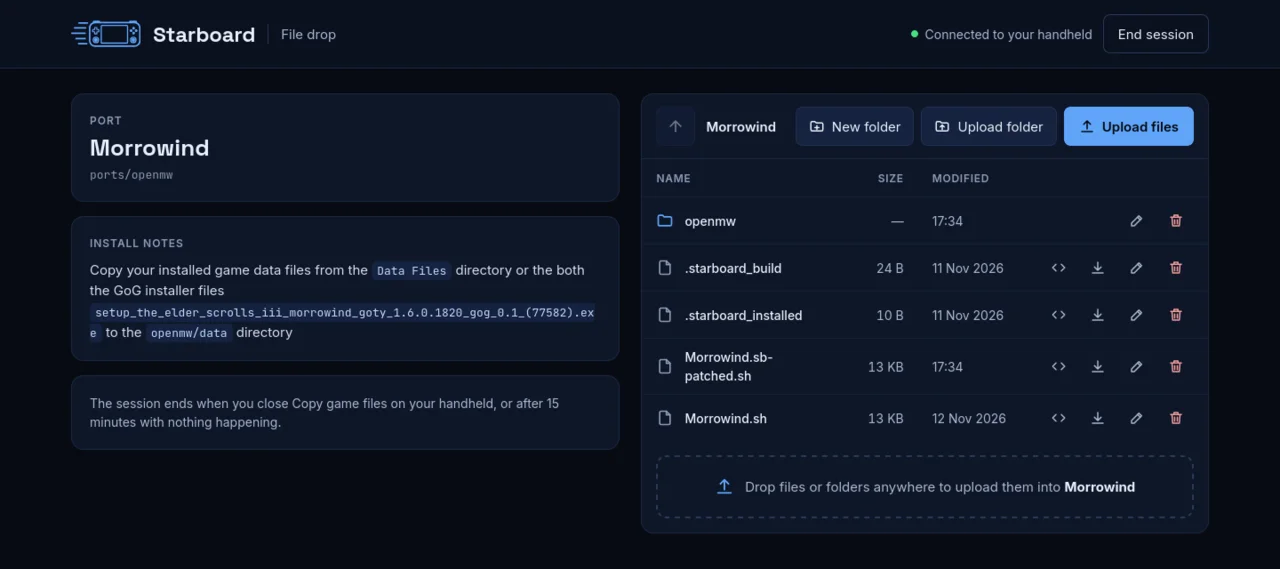 Starboard
File drop
Connected to your handheld
End session
PORT
Morrowind
ports/openmw
INSTALL NOTES
Copy your installed game data files from the Data Files directory or the both
the GoG installer files
setup_the_elder_scrolls_iii_morrowind_goty_1.6.0.1820_gog_0.1_(77582).ex
e to the openmw/data directory
The session ends when you close Copy game files on your handheld, or after 15
minutes with nothing happening.
Morrowind
New folder
Upload folder
Upload files
NAME SIZE MODIFIED
openmw — 17:34
.starboard_build 24 B 11 Nov 2026
.starboard_installed 10 B 11 Nov 2026
Morrowind.sb-
patched.sh 13 KB 17:34
Morrowind.sh 13 KB 12 Nov 2026
Drop files or folders anywhere to upload them into Morrowind